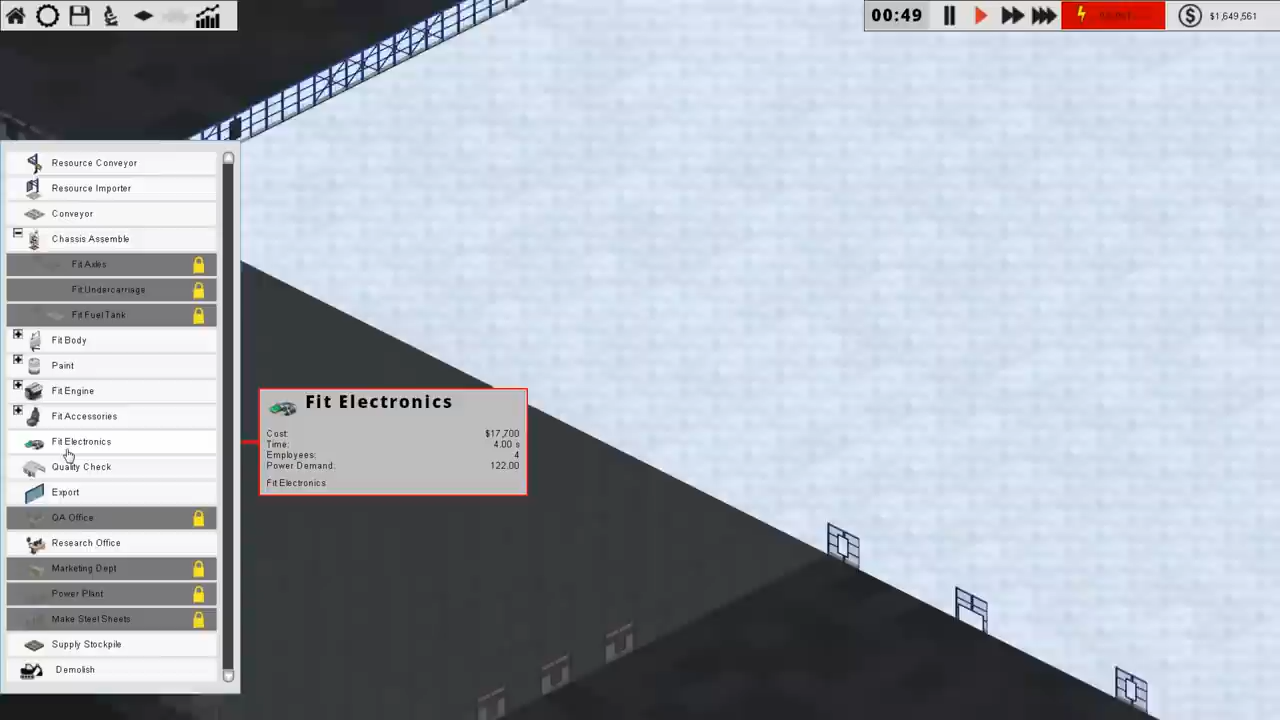 00:49
$1,649,561
Resource Conveyor
Resource Importer
Conveyor
Chassis Assemble
Fit Axles
Fit Undercarriage
Fit Fuel Tank
Fit Body
Paint
Fit Engine
Fit Accessories
Fit Electronics
Quality Check
Export
QA Office
Research Office
Marketing Dept
Power Plant
Make Steel Sheets
Supply Stockpile
Demolish
Fit Electronics
Cost: $17,700
Time: 4.00 s
Employees: 4
Power Demand. 122.00
Fit Electronics